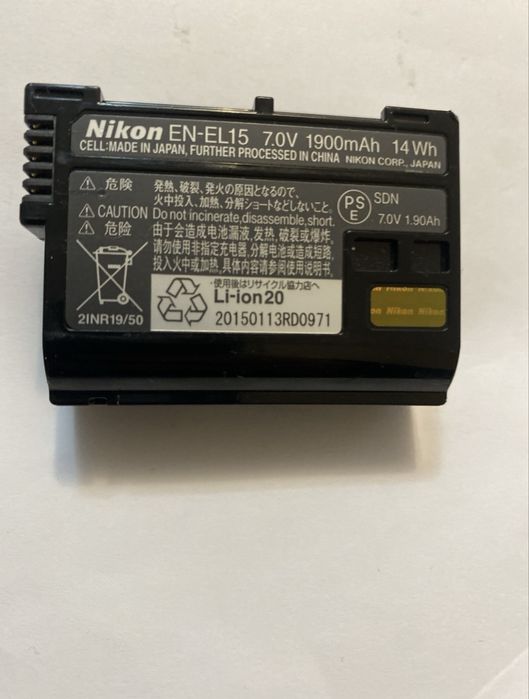 Nikon EN-EL15 7.0V 1900mAh 14Wh
CELL:MADE IN JAPAN, FURTHER PROCESSED IN CHINA NIKON CORP., JAPAN
危険
発熱、破裂、発火の原因となるので、
火中投入、加熱、分解ショートなどしないこと。
CAUTION Do not incinerate, disassemble, short.
危险
由于会造成电池漏液,发热,破裂或爆炸,
请勿使用非指定充电器,分解电池或造成短路,
投入火中或加热,具体内容请参阅使用说明书.
PS
E
SDN
7.0V 1.90Ah
2INR19/50
・使用後はリサイクル協力店へ
Li-ion20
20150113RD0971
Nikon Nikon